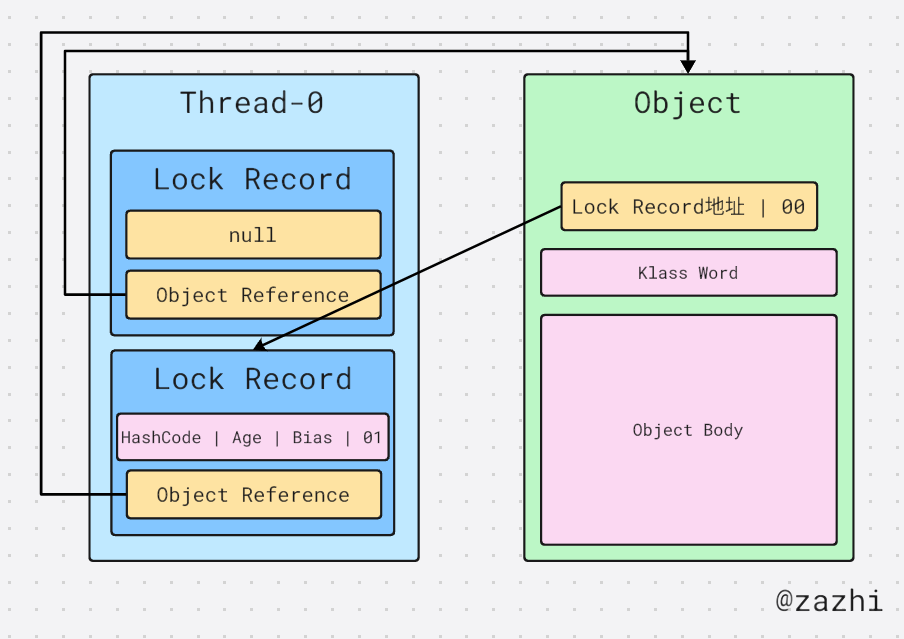 Thread-0
Lock Record
null
Object Reference
Lock Record
HashCode | Age | Bias | 01
Object Reference
Object
Lock Record地址 | 00
Klass Word
Object Body
@zazhi